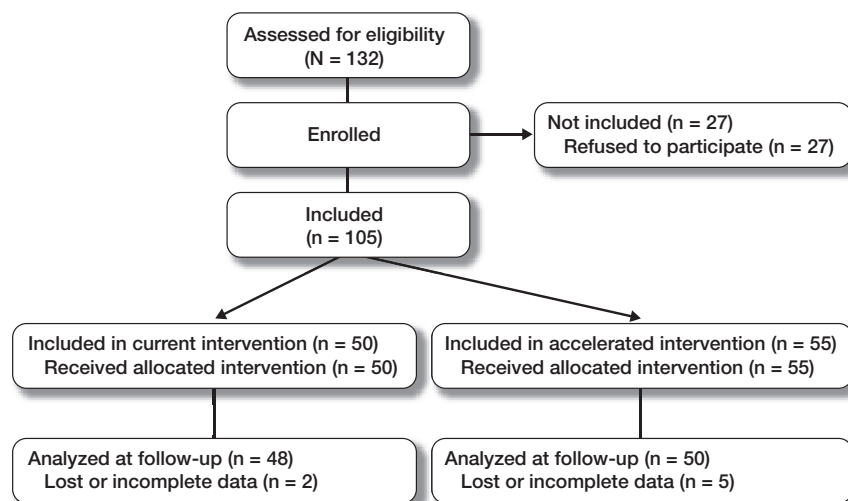 Assessed for eligibility
(N = 132)
Enrolled
Not included (n = 27)
Refused to participate (n = 27)
Included
(n = 105)
Included in current intervention (n = 50)
Received allocated intervention (n = 50)
Included in accelerated intervention (n = 55)
Received allocated intervention (n = 55)
Analyzed at follow-up (n = 48)
Lost or incomplete data (n = 2)
Analyzed at follow-up (n = 50)
Lost or incomplete data (n = 5)